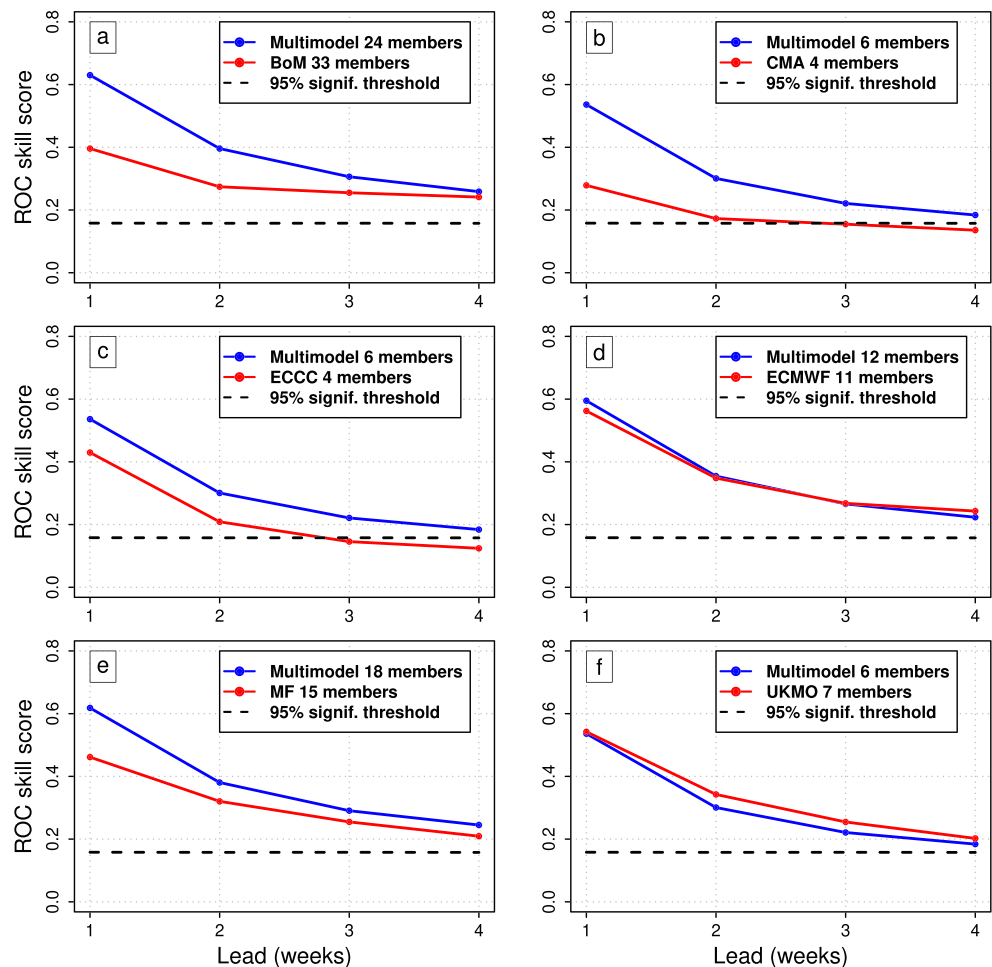 a
Multimodel 24 members
BoM 33 members
95% signif. threshold
ROC skill score
0.0 0.2 0.4 0.6 0.8
1 2 3 4
b
Multimodel 6 members
CMA 4 members
95% signif. threshold
0.0 0.2 0.4 0.6 0.8
1 2 3 4
c
Multimodel 6 members
ECCC 4 members
95% signif. threshold
ROC skill score
0.0 0.2 0.4 0.6 0.8
1 2 3 4
d
Multimodel 12 members
ECMWF 11 members
95% signif. threshold
0.0 0.2 0.4 0.6 0.8
1 2 3 4
e
Multimodel 18 members
MF 15 members
95% signif. threshold
ROC skill score
0.0 0.2 0.4 0.6 0.8
1 2 3 4
Lead (weeks)
f
Multimodel 6 members
UKMO 7 members
95% signif. threshold
0.0 0.2 0.4 0.6 0.8
1 2 3 4
Lead (weeks)